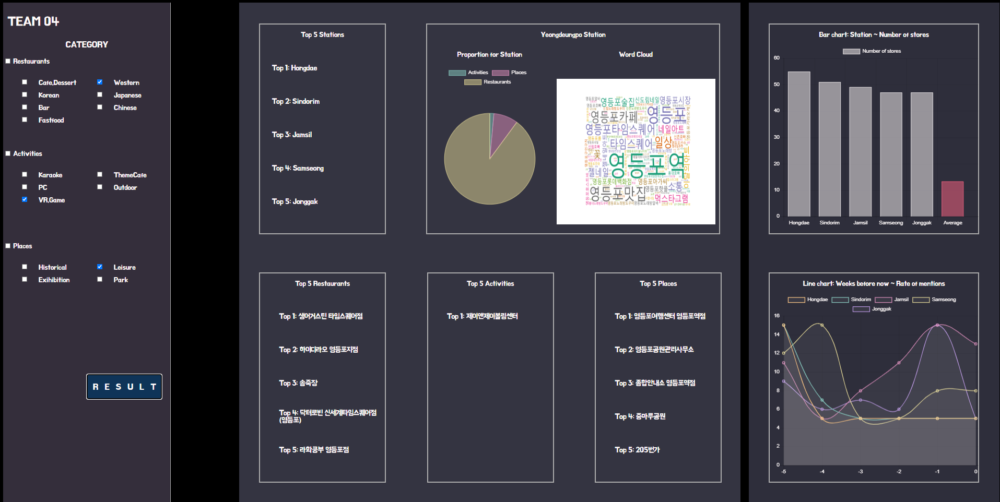 TEAM 04
CATEGORY
Restaurants
Cafe,Dessert
Western
Korean
Japanese
Bar
Chinese
Fastfood
Activities
Karaoke
ThemeCafe
PC
Outdoor
VR,Game
Places
Historical
Leisure
Exihibition
Park
R E S U L T
Top 5 Stations
Top 1: Hongdae
Top 2: Sindorim
Top 3: Jamsil
Top 4: Samseong
Top 5: Jonggak
Yeongdeungpo Station
Proportion for Station
Activities
Places
Restaurants
Word Cloud
영등포술집
신도림네일
영등포시장
영등포카페
영등포
영등포타임스퀘어
네일아트
타임스퀘어
일상
꽃
영등포역
젤네일
영등포롯데백화점
영등포아가씨
영등포핫플
소통
영등포맛집
먹스타그램
Top 5 Restaurants
Top 1: 생어거스틴 타임스퀘어점
Top 2: 하이디라오 영등포지점
Top 3: 송죽장
Top 4: 닥터로빈 신세계타임스퀘어점
(영등포)
Top 5: 라화쿵부 영등포점
Top 5 Activities
Top 1: 제이앤제이볼링센터
Top 5 Places
Top 1: 영등포여행센터 영등포역점
Top 2: 영등포공원관리사무소
Top 3: 종합안내소 영등포역점
Top 4: 중마루공원
Top 5: 205번가
Bar chart: Station ~ Number of stores
Number of stores
60
50
40
30
20
10
0
Hongdae
Sindorim
Jamsil
Samseong
Jonggak
Average
Line chart: Weeks before now ~ Rate of mentions
Hongdae
Sindorim
Jamsil
Samseong
Jonggak
16
14
12
10
8
6
4
2
0
-5
-4
-3
-2
-1
0